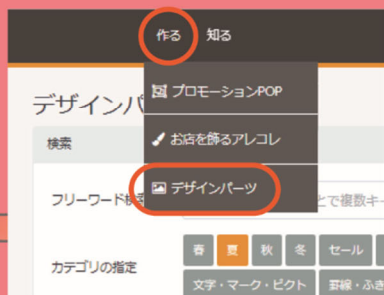 作る 知る
プロモーションPOP
デザインパ
お店を飾るアレコレ
検索
デザインパーツ
フリーワード検
とで複数キー
春 夏 秋 冬 セール
カテゴリの指定
文字・マーク・ピクト 罫線・ふき